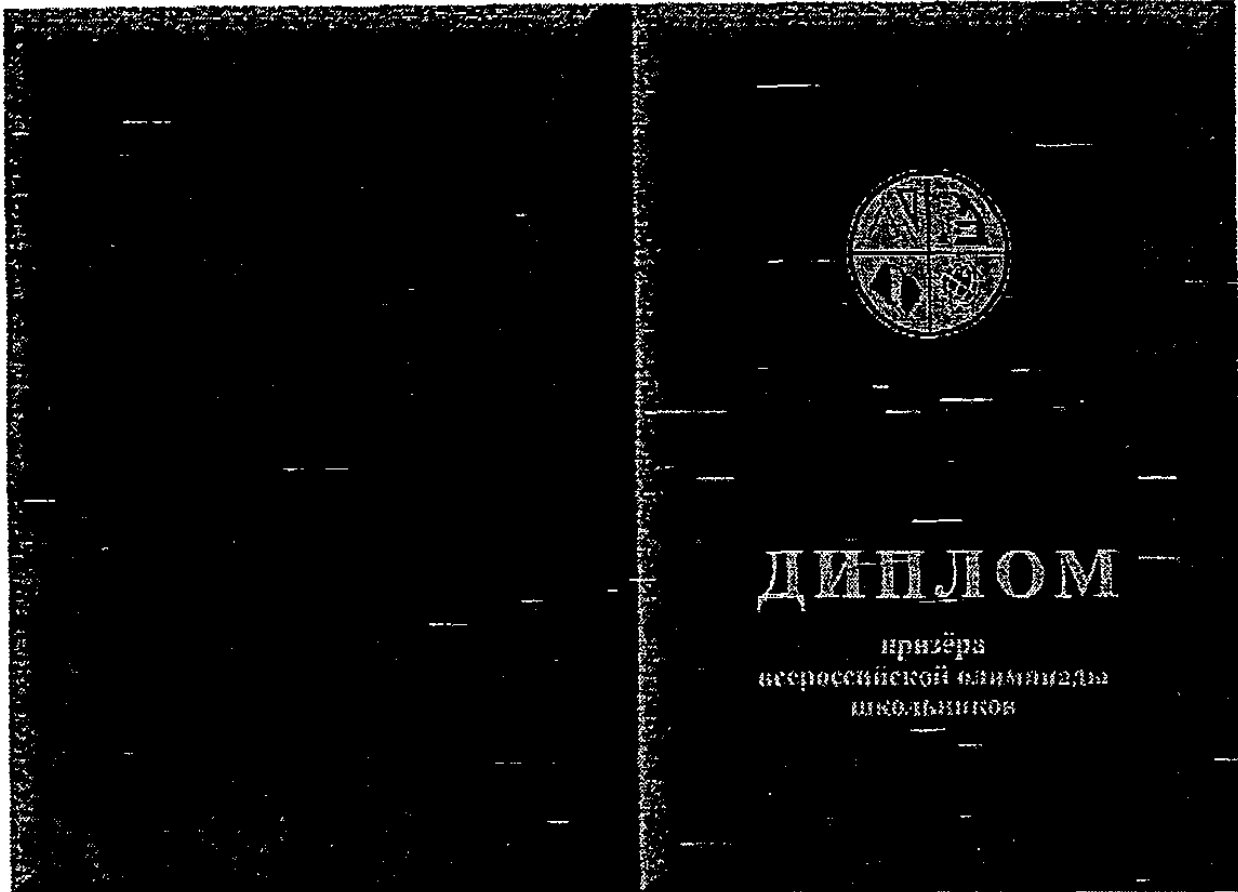 ДИПЛОМ
призёра
всероссийской олимпиады
школьников